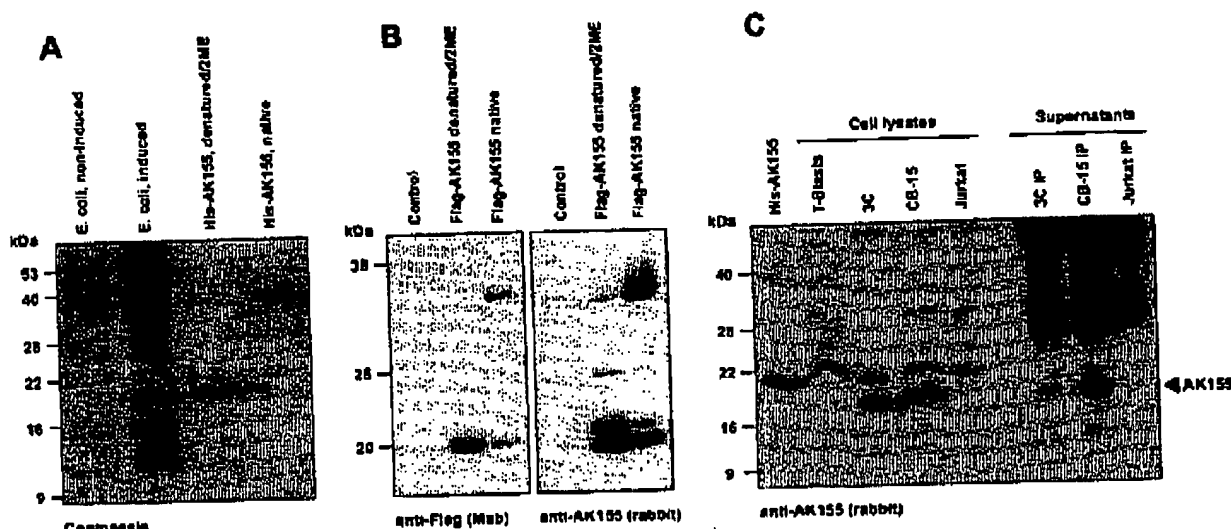 A
E. coli, non-induced
E. coli, induced
His-AK155, denatured/2ME
His-AK155, native
kDa
53
40
28
22
16
9
Coomassie
B
Control
Flag-AK155 denatured/2ME
Flag-AK155 native
Control
Flag-AK155 denatured/2ME
Flag-AK155 native
kDa
38
25
20
anti-Flag (Mab)
anti-AK155 (rabbit)
C
Cell lysates
Supernatants
His-AK155
T-Blasts
3C
CB-15
Jurkat
3C IP
CB-15 IP
Jurkat IP
kDa
40
28
22
16
9
AK155
anti-AK155 (rabbit)